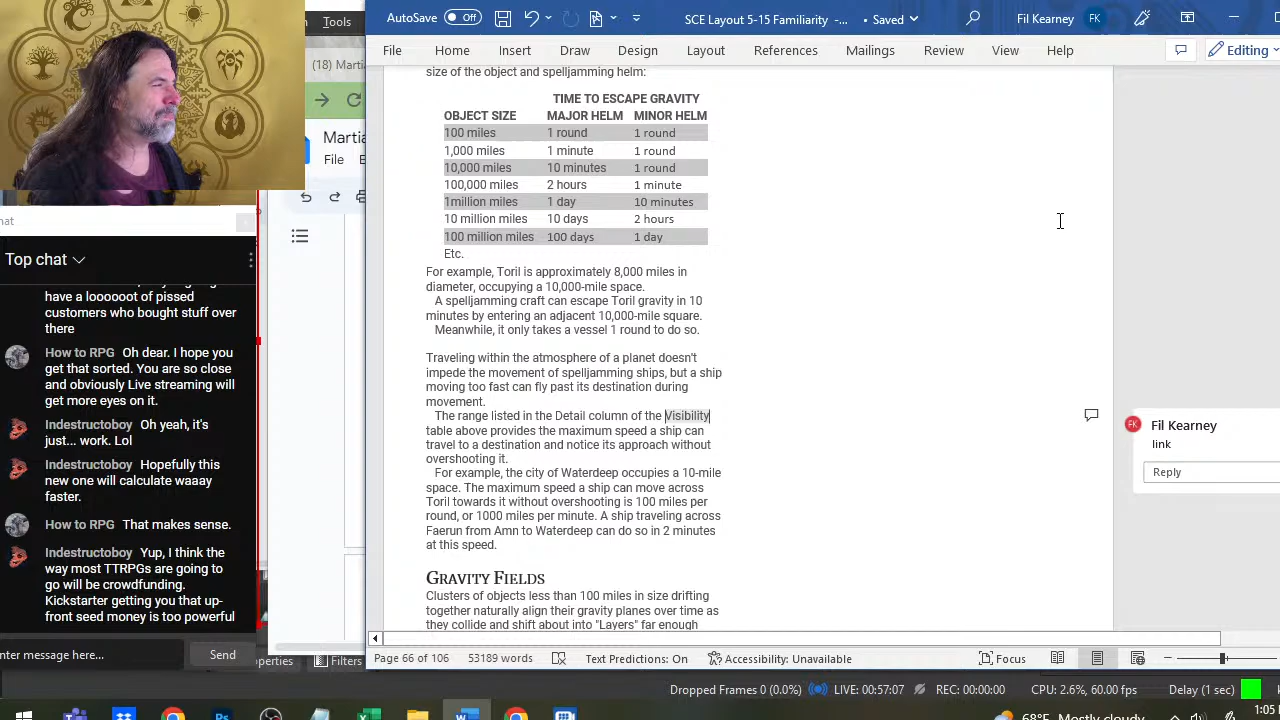 Tools
AutoSave Off
SCE Layout 5-15 Familiarity -... • Saved
Fil Kearney
FK
File
Home
Insert
Draw
Design
Layout
References
Mailings
Review
View
Help
Editing
(18) Marti
Martia
File
size of the object and spelljamming helm:
TIME TO ESCAPE GRAVITY
OBJECT SIZE MAJOR HELM MINOR HELM
100 miles 1 round 1 round
1,000 miles 1 minute 1 round
10,000 miles 10 minutes 1 round
100,000 miles 2 hours 1 minute
1million miles 1 day 10 minutes
10 million miles 10 days 2 hours
100 million miles 100 days 1 day
Etc.
For example, Toril is approximately 8,000 miles in
diameter, occupying a 10,000-mile space.
A spelljamming craft can escape Toril gravity in 10
minutes by entering an adjacent 10,000-mile square.
Meanwhile, it only takes a vessel 1 round to do so.
Traveling within the atmosphere of a planet doesn't
impede the movement of spelljamming ships, but a ship
moving too fast can fly past its destination during
movement.
The range listed in the Detail column of the Visibility
table above provides the maximum speed a ship can
travel to a destination and notice its approach without
overshooting it.
For example, the city of Waterdeep occupies a 10-mile
space. The maximum speed a ship can move across
Toril towards it without overshooting is 100 miles per
round, or 1000 miles per minute. A ship traveling across
Faerun from Amn to Waterdeep can do so in 2 minutes
at this speed.
GRAVITY FIELDS
Clusters of objects less than 100 miles in size drifting
together naturally align their gravity planes over time as
they collide and shift about into "Layers" far enough
FK
Fil Kearney
link
Reply
hat
Top chat
have a loooooot of pissed
customers who bought stuff over
there
How to RPG Oh dear. I hope you
get that sorted. You are so close
and obviously Live streaming will
get more eyes on it.
Indestructoboy Oh yeah, it's
just... work. Lol
Indestructoboy Hopefully this
new one will calculate waaay
faster.
How to RPG That makes sense.
Indestructoboy Yup, I think the
way most TTRPGs are going to
go will be crowdfunding.
Kickstarter getting you that up-
front seed money is too powerful
nter message here...
Send
operties
Filters
Page 66 of 106
53189 words
Text Predictions: On
Accessibility: Unavailable
Focus
Dropped Frames 0 (0.0%)
LIVE: 00:57:07
REC: 00:00:00
CPU: 2.6%, 60.00 fps
Delay (1 sec)
68°F Mostly cloudy
1:05